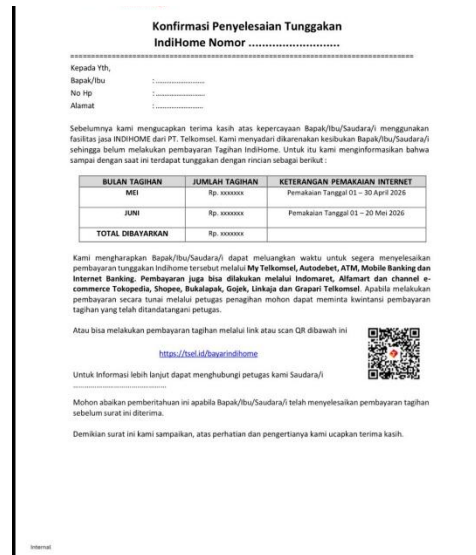 Konfirmasi Penyelesaian Tunggakan
IndiHome Nomor ...........................
Kepada Yth,
Bapak/Ibu : .........................
No Hp : .........................
Alamat : .........................
Sebelumnya kami mengucapkan terima kasih atas kepercayaan Bapak/Ibu/Saudara/i menggunakan
fasilitas jasa INDIHOME dari PT. Telkomsel. Kami menyadari dikarenakan kesibukan Bapak/Ibu/Saudara/i
sehingga belum melakukan pembayaran Tagihan IndiHome. Untuk itu kami menginformasikan bahwa
sampai dengan saat ini terdapat tunggakan dengan rincian sebagai berikut :
BULAN TAGIHAN JUMLAH TAGIHAN KETERANGAN PEMAKAIAN INTERNET
MEI Rp. xxxxxxx Pemakaian Tanggal 01 – 30 April 2026
JUNI Rp. xxxxxxx Pemakaian Tanggal 01 – 20 Mei 2026
TOTAL DIBAYARKAN Rp. xxxxxxx
Kami mengharapkan Bapak/Ibu/Saudara/i dapat meluangkan waktu untuk segera menyelesaikan
pembayaran tunggakan Indihome tersebut melalui My Telkomsel, Autodebet, ATM, Mobile Banking dan
Internet Banking. Pembayaran juga bisa dilakukan melalui Indomaret, Alfamart dan channel e-
commerce Tokopedia, Shopee, Bukalapak, Gojek, Linkaja dan Grapari Telkomsel. Apabila melakukan
pembayaran secara tunai melalui petugas penagihan mohon dapat meminta kwintansi pembayaran
tagihan yang telah ditandatangani petugas.
Atau bisa melakukan pembayaran tagihan melalui link atau scan QR dibawah ini
https://tsel.id/bayarindihome
Untuk Informasi lebih lanjut dapat menghubungi petugas kami Saudara/i
................................................
Mohon abaikan pemberitahuan ini apabila Bapak/Ibu/Saudara/i telah menyelesaikan pembayaran tagihan
sebelum surat ini diterima.
Demikian surat ini kami sampaikan, atas perhatian dan pengertianya kami ucapkan terima kasih.
Internal